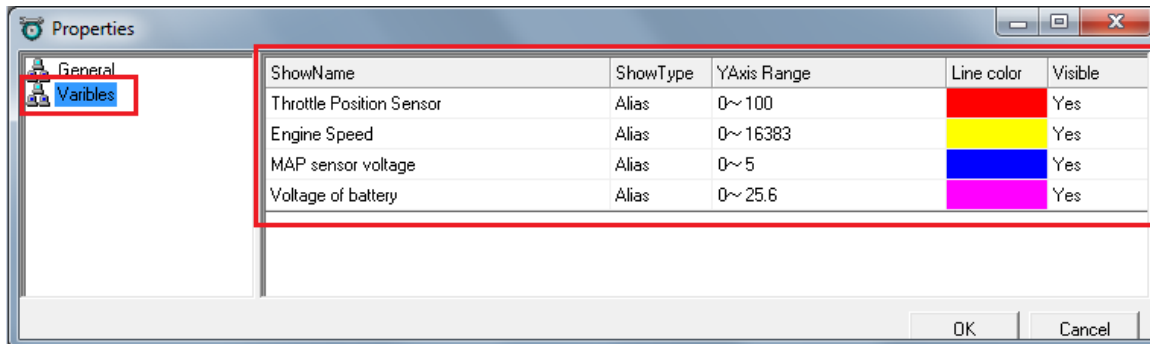 Properties
General
Varibles
ShowName ShowType YAxis Range Line color Visible
Throttle Position Sensor Alias 0~ 100 Yes
Engine Speed Alias 0~ 16383 Yes
MAP sensor voltage Alias 0~ 5 Yes
Voltage of battery Alias 0~ 25.6 Yes
OK Cancel